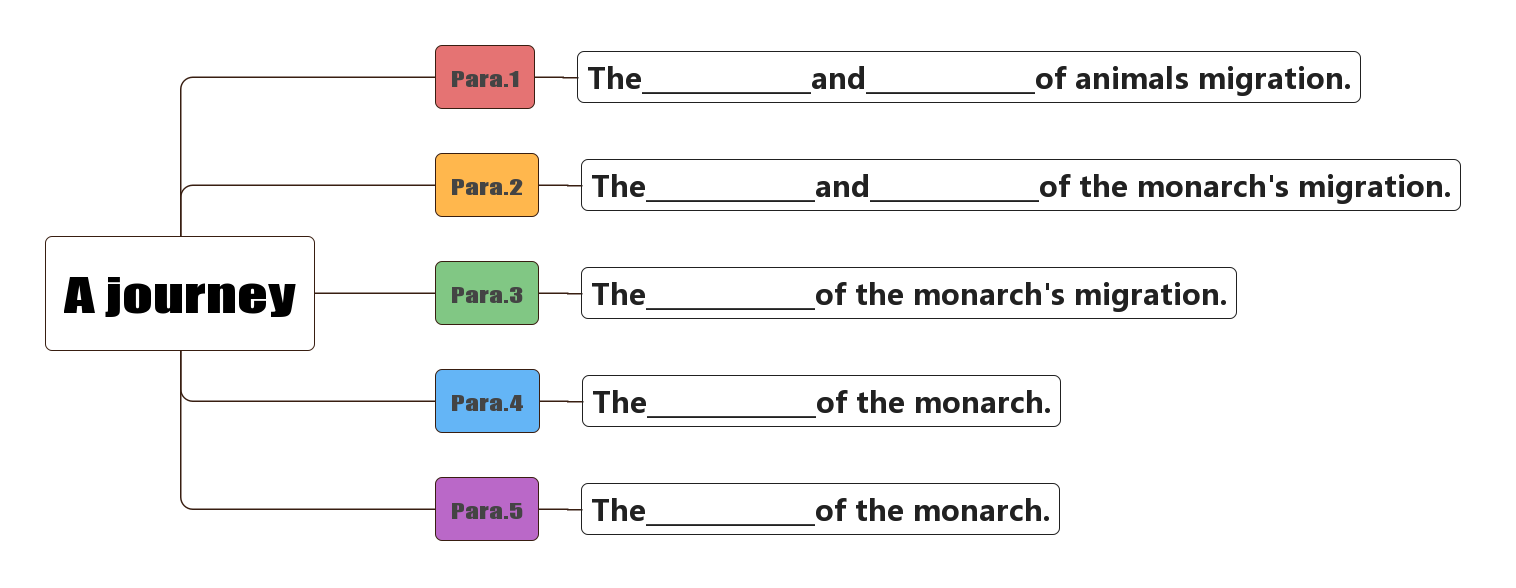 A journey
Para.1
The____________and____________of animals migration.
Para.2
The____________and____________of the monarch's migration.
Para.3
The____________of the monarch's migration.
Para.4
The____________of the monarch.
Para.5
The____________of the monarch.